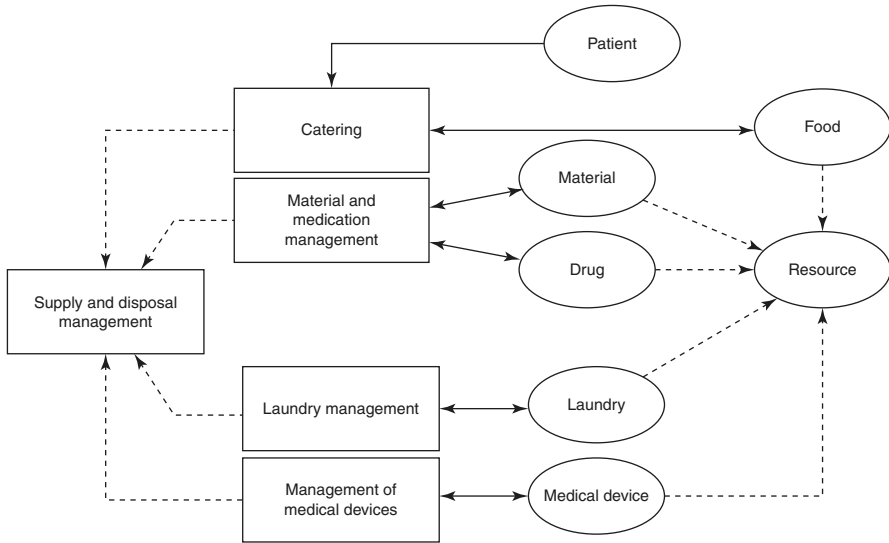 Patient
Catering
Food
Material and
medication
management
Material
Drug
Resource
Supply and disposal
management
Laundry management
Laundry
Management of
medical devices
Medical device